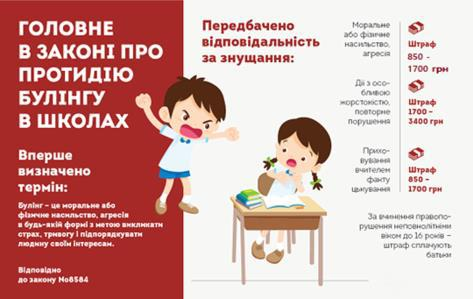 ГОЛОВНЕ
В ЗАКОНІ ПРО
ПРОТИДІЮ
БУЛІНГУ
В ШКОЛАХ
Вперше
визначено
термін:
Булінг – це моральне або
фізичне насильство, агресія
в будь-якій формі з метою викликати
страх, тривогу і підпорядкувати
людину своїм інтересам.
Відповідно
до закону №8584
Передбачено
відповідальність
за знущання:
Моральне
або фізичне
насильство,
агресія
Штраф
850 -
1700 грн
Дії з осо-
бливою
жорстокістю,
повторне
порушення
Штраф
1700 –
3400 грн
Прихо-
вування
вчителем
факту
цькування
Штраф
850 –
1700 грн
За вчинення правопо-
рушення неповнолітніми
віком до 16 років –
штраф сплачують
батьки